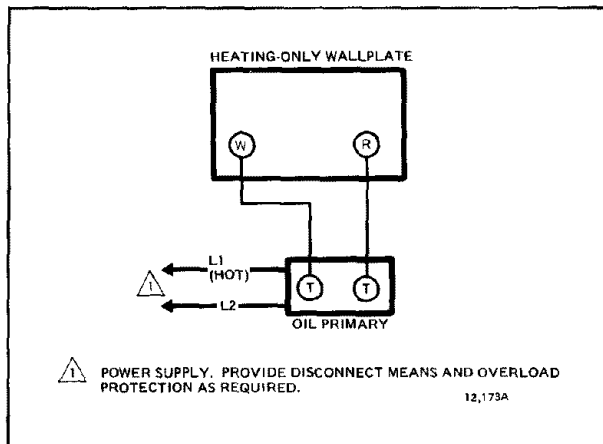 HEATING-ONLY WALLPLATE
W
R
L1
(HOT)
1
L2
T
T
OIL PRIMARY
1 POWER SUPPLY. PROVIDE DISCONNECT MEANS AND OVERLOAD
PROTECTION AS REQUIRED.
12,173A